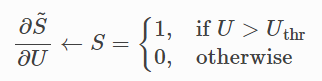 ∂S̃/∂U ← S = { 1, if U > U_thr
0, otherwise